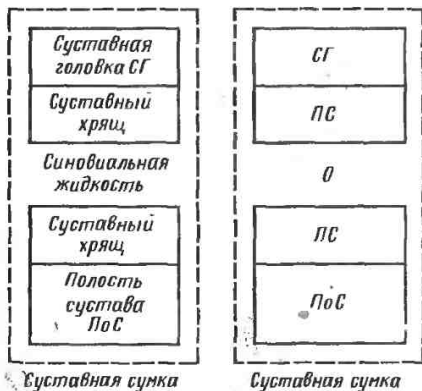 Суставная
головка СГ
Суставный
хрящ
Синовиальная
жидкость
Суставный
хрящ
Полость
сустава
ПоС
Суставная сумка
СГ
ПС
О
ПС
ПоС
Суставная сумка